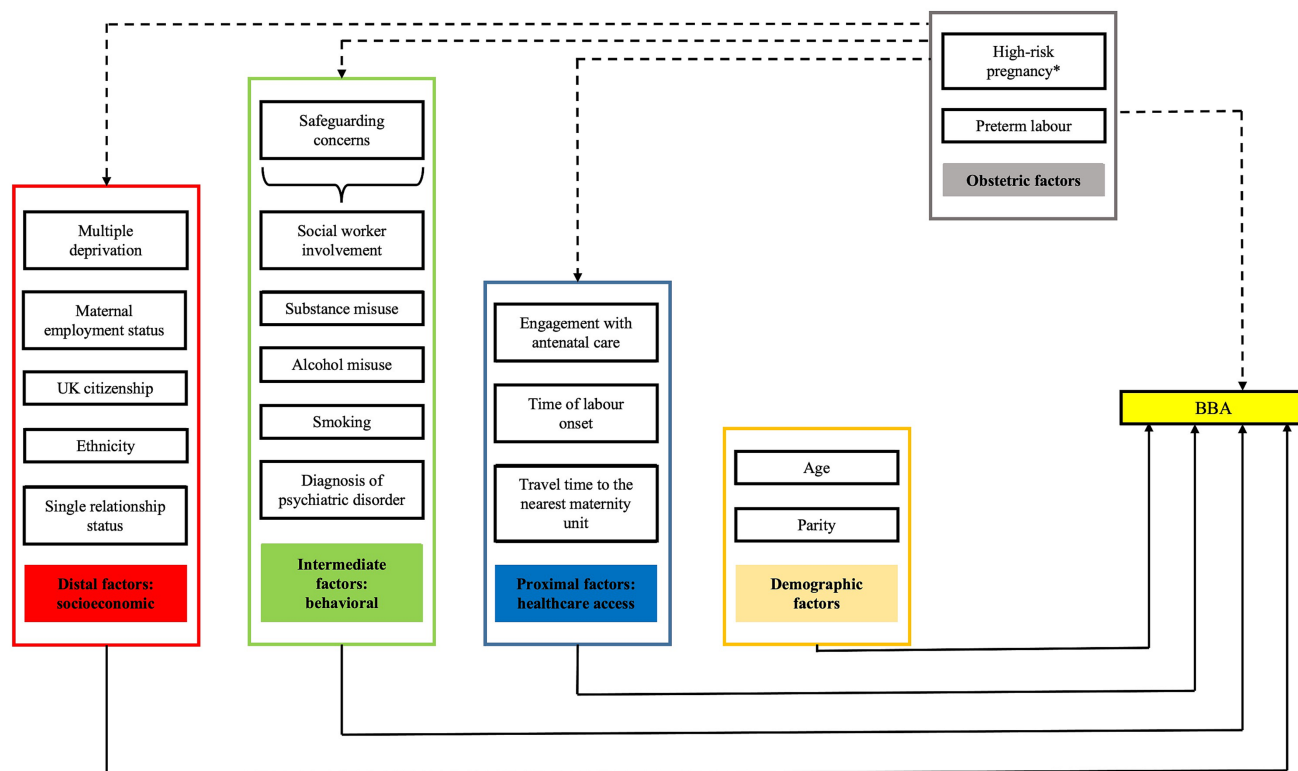 High-risk
pregnancy*
Preterm labour
Obstetric factors
Safeguarding
concerns
Social worker
involvement
Substance misuse
Alcohol misuse
Smoking
Diagnosis of
psychiatric disorder
Intermediate
factors:
behavioral
Multiple
deprivation
Maternal
employment status
UK citizenship
Ethnicity
Single relationship
status
Distal factors:
socioeconomic
Engagement with
antenatal care
Time of labour
onset
Travel time to the
nearest maternity
unit
Proximal factors:
healthcare access
Age
Parity
Demographic
factors
BBA